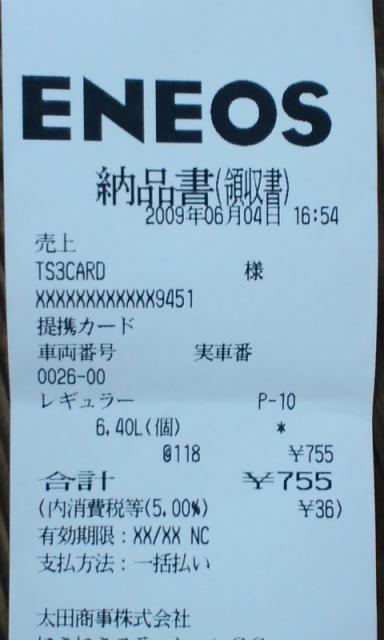 ENEOS
納品書(領収書)
2009年06月04日 16:54
売上
TS3CARD 様
XXXXXXXXXXXX9451
提携カード
車両番号 実車番
0026-00
レギュラー P-10
6.40L(個) *
@118 ¥755
合計 ¥755
(内消費税等(5.00%) ¥36)
有効期限:XX/XX NC
支払方法:一括払い
太田商事株式会社